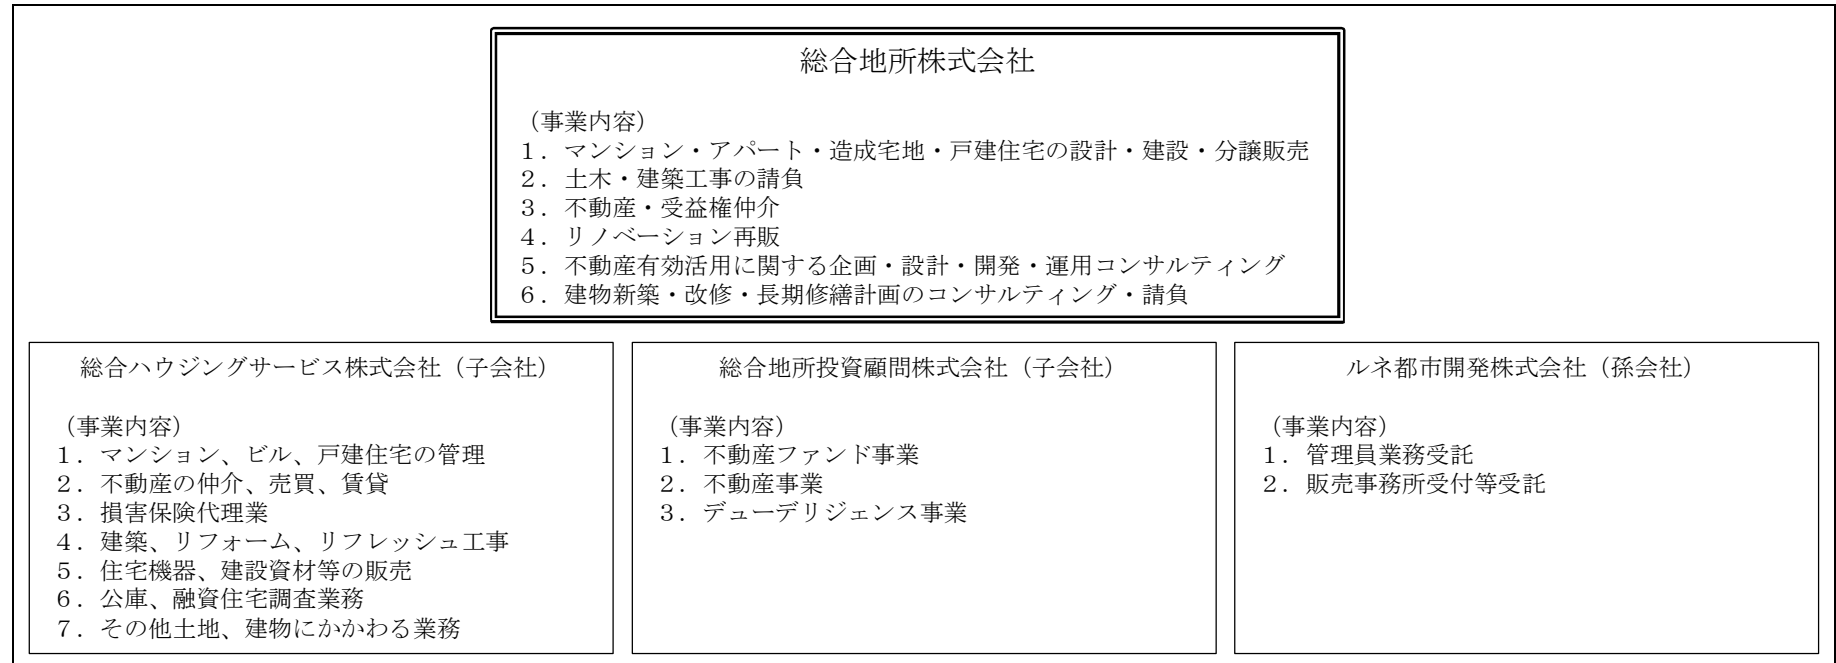 総合地所株式会社
（事業内容）
１．マンション・アパート・造成宅地・戸建住宅の設計・建設・分譲販売
２．土木・建築工事の請負
３．不動産・受益権仲介
４．リノベーション再販
５．不動産有効活用に関する企画・設計・開発・運用コンサルティング
６．建物新築・改修・長期修繕計画のコンサルティング・請負
総合ハウジングサービス株式会社（子会社）
（事業内容）
１．マンション、ビル、戸建住宅の管理
２．不動産の仲介、売買、賃貸
３．損害保険代理業
４．建築、リフォーム、リフレッシュ工事
５．住宅機器、建設資材等の販売
６．公庫、融資住宅調査業務
７．その他土地、建物にかかわる業務
総合地所投資顧問株式会社（子会社）
（事業内容）
１．不動産ファンド事業
２．不動産事業
３．デューデリジェンス事業
ルネ都市開発株式会社（孫会社）
（事業内容）
１．管理員業務受託
２．販売事務所受付等受託